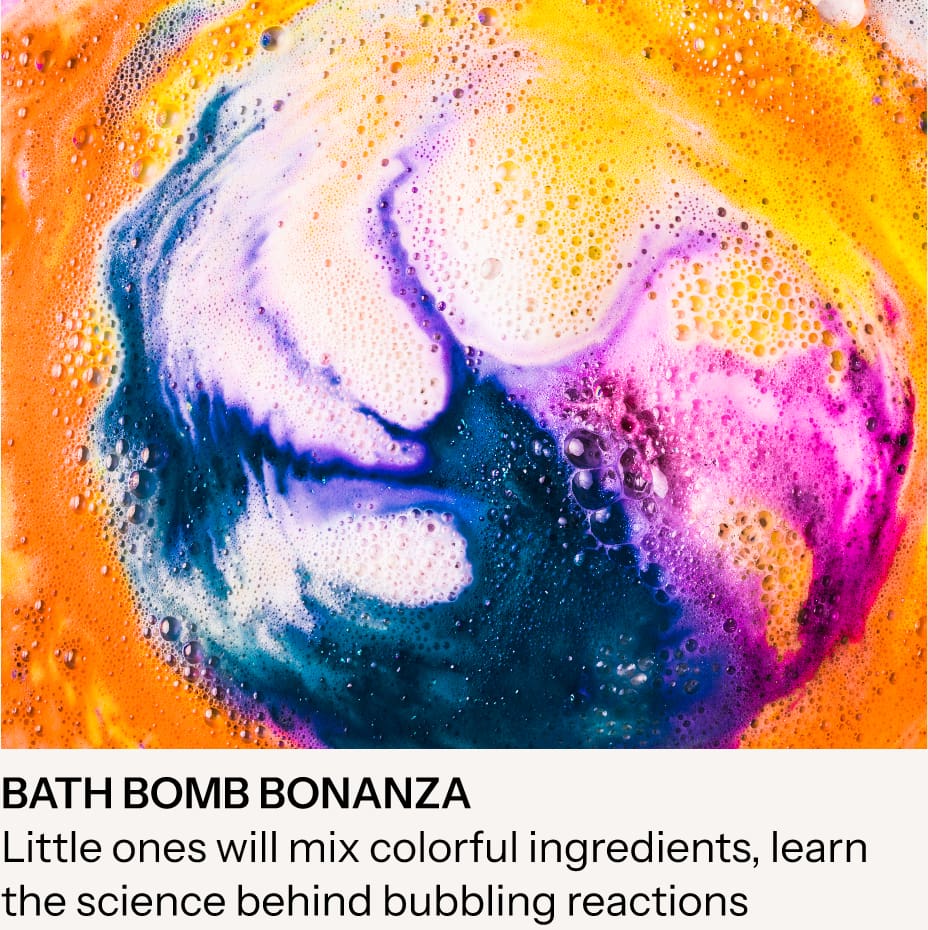 BATH BOMB BONANZA
Little ones will mix colorful ingredients, learn
the science behind bubbling reactions